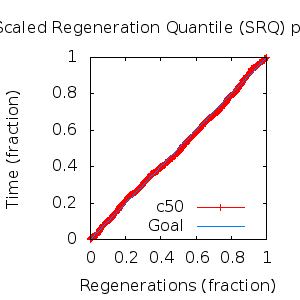 Scaled Regeneration Quantile (SRQ) p
1
0.8
0.6
0.4
0.2
0
Time (fraction)
c50
Goal
0 0.2 0.4 0.6 0.8 1
Regenerations (fraction)